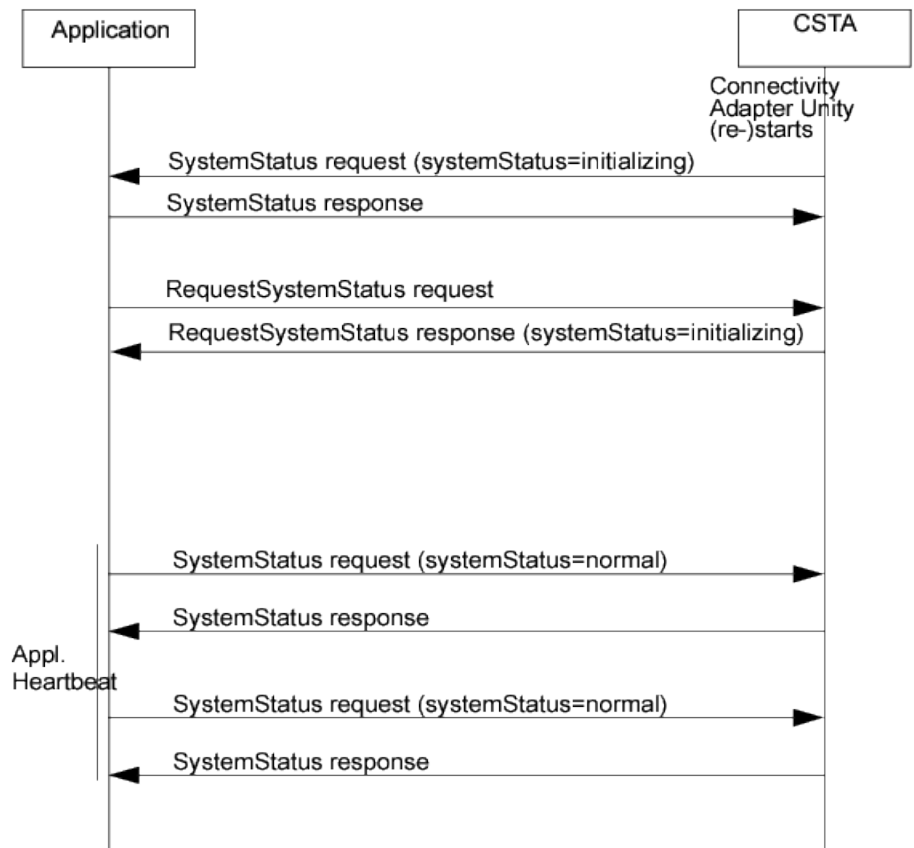 Application
CSTA
Connectivity
Adapter Unity
(re-)starts
SystemStatus request (systemStatus=initializing)
SystemStatus response
RequestSystemStatus request
RequestSystemStatus response (systemStatus=initializing)
SystemStatus request (systemStatus=normal)
SystemStatus response
Appl.
Heartbeat
SystemStatus request (systemStatus=normal)
SystemStatus response